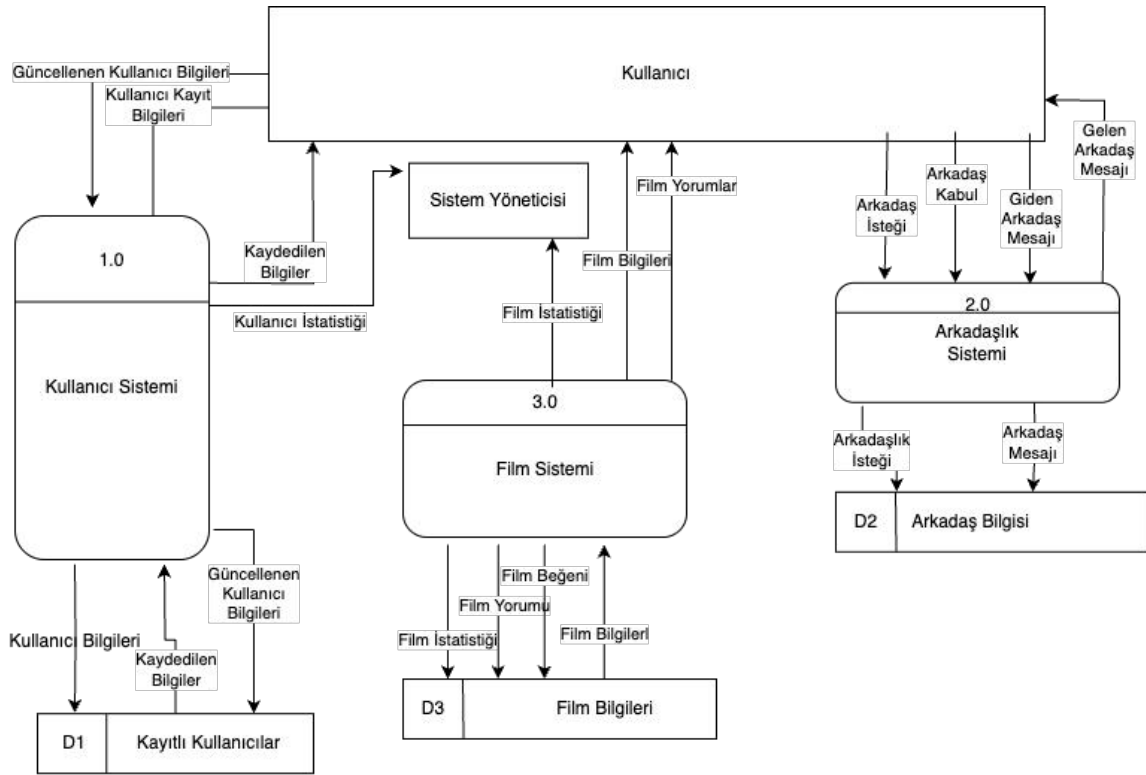 Kullanıcı
Güncellenen Kullanıcı Bilgileri
Kullanıcı Kayıt
Bilgileri
Gelen
Arkadaş
Mesajı
Arkadaş
İsteği
Arkadaş
Kabul
Giden
Arkadaş
Mesajı
Sistem Yöneticisi
Film Yorumlar
Film Bilgileri
1.0
Kullanıcı Sistemi
Kaydedilen
Bilgiler
Kullanıcı İstatistiği
Film İstatistiği
2.0
Arkadaşlık
Sistemi
3.0
Film Sistemi
Arkadaşlık
İsteği
Arkadaş
Mesajı
D2
Arkadaş Bilgisi
Güncellenen
Kullanıcı
Bilgileri
Kullanıcı Bilgileri
Kaydedilen
Bilgiler
Film Beğeni
Film Yorumu
Film İstatistiği
Film Bilgilerl
D1
Kayıtlı Kullanıcılar
D3
Film Bilgileri